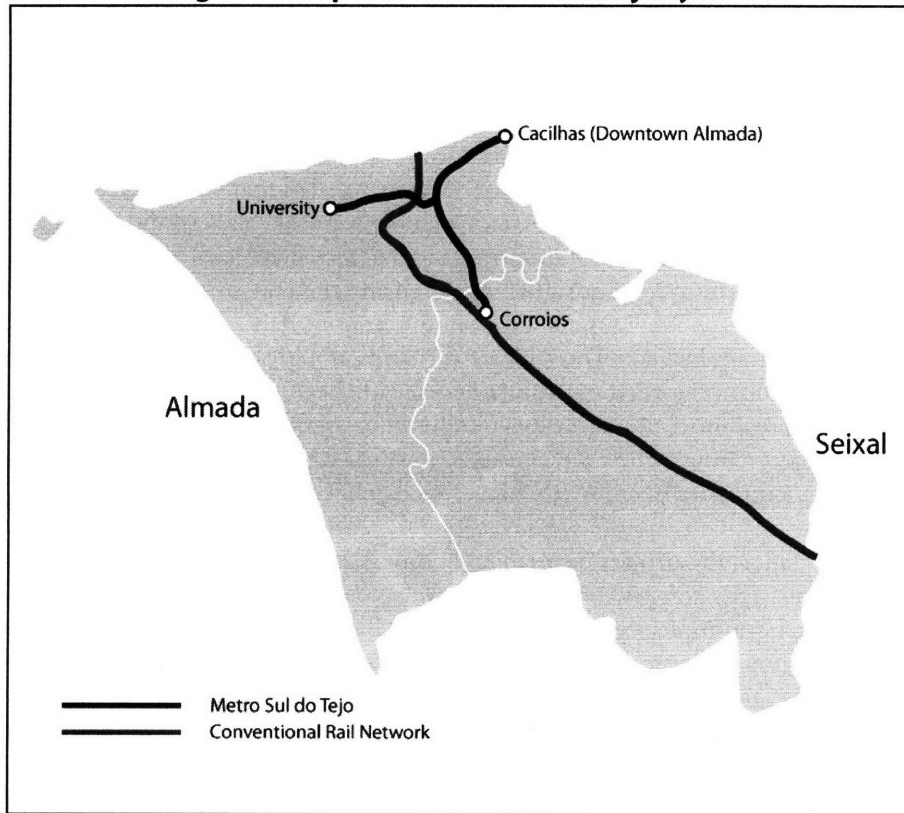 Cacilhas (Downtown Almada)
University
Corroios
Almada
Seixal
Metro Sul do Tejo
Conventional Rail Network